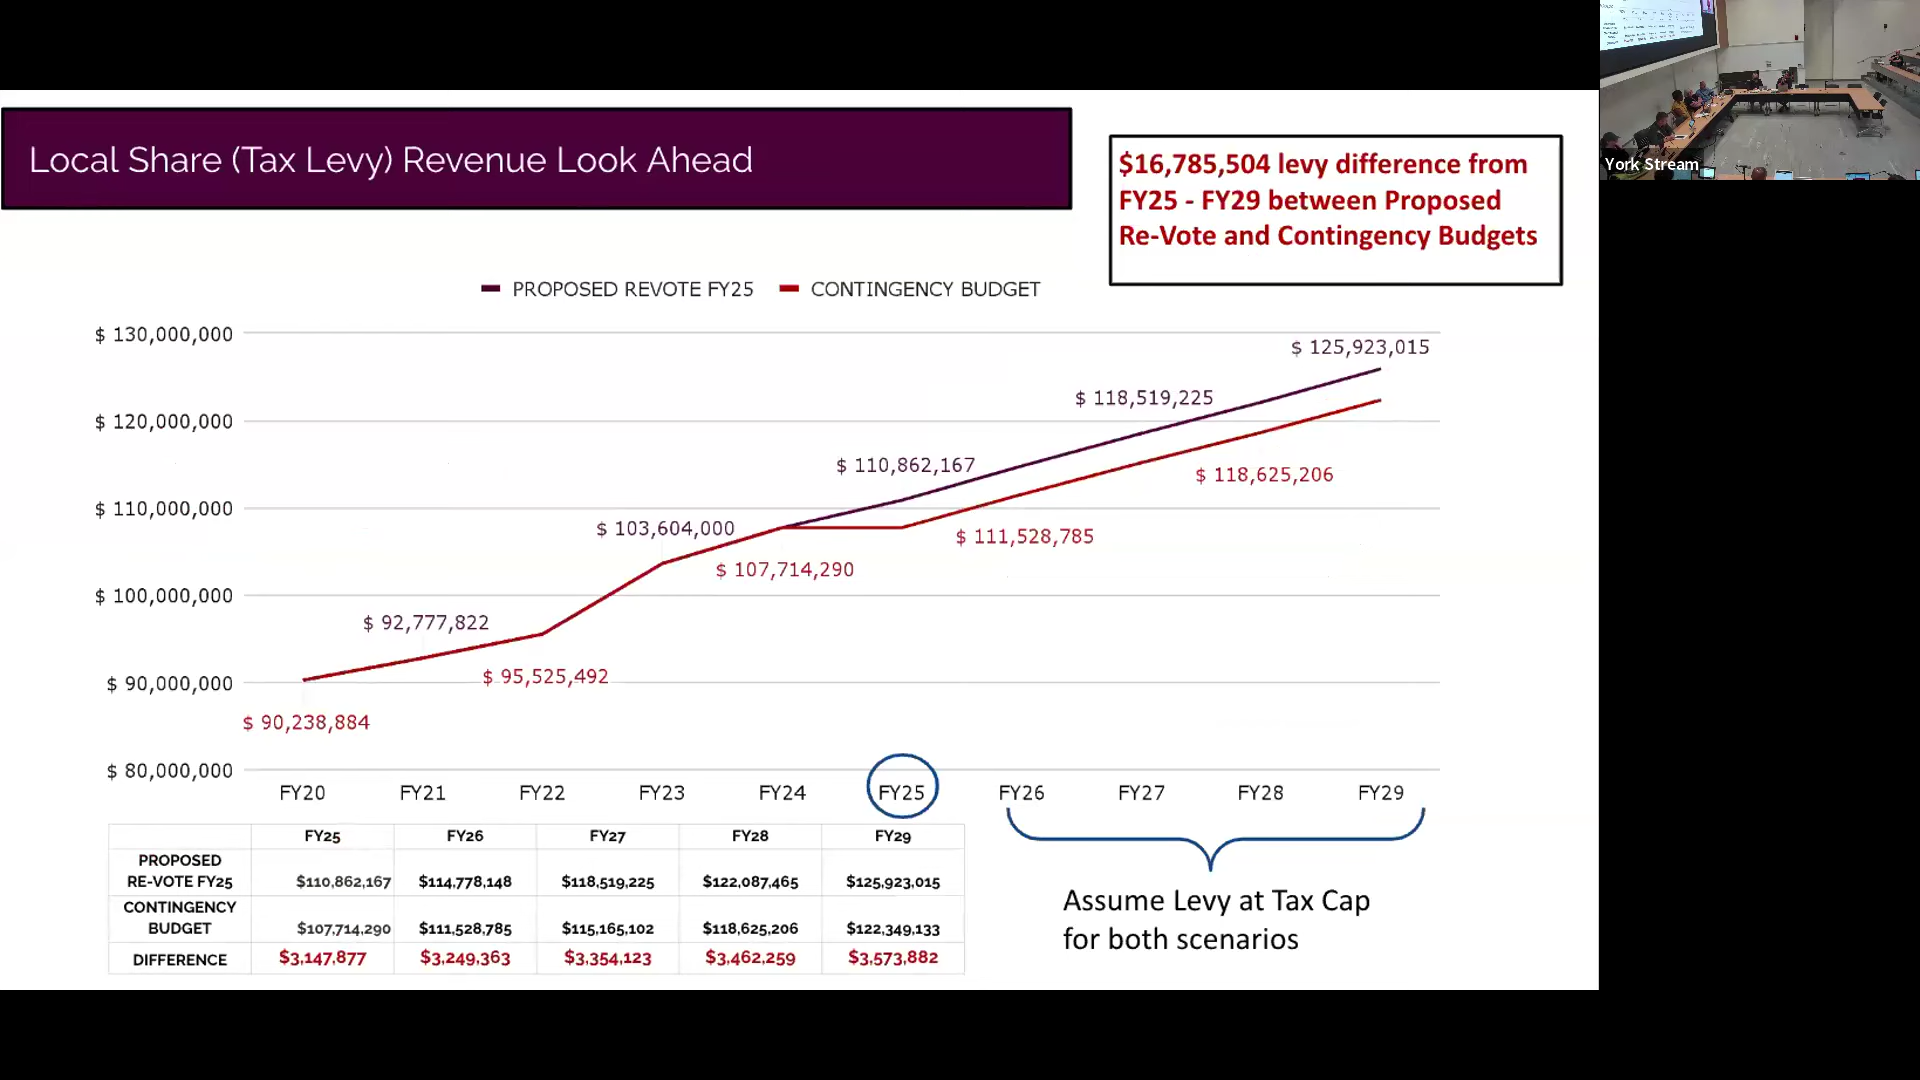 Local Share (Tax Levy) Revenue Look Ahead
$16,785,504 levy difference from
FY25 - FY29 between Proposed
Re-Vote and Contingency Budgets
York Stream
PROPOSED REVOTE FY25 CONTINGENCY BUDGET
$ 130,000,000
$ 120,000,000
$ 110,000,000
$ 100,000,000
$ 90,000,000
$ 80,000,000
$ 125,923,015
$ 118,519,225
$ 110,862,167
$ 118,625,206
$ 103,604,000
$ 111,528,785
$ 107,714,290
$ 92,777,822
$ 95,525,492
$ 90,238,884
FY20 FY21 FY22 FY23 FY24 FY25 FY26 FY27 FY28 FY29
FY25 FY26 FY27 FY28 FY29
PROPOSED
RE-VOTE FY25 $110,862,167 $114,778,148 $118,519,225 $122,087,465 $125,923,015
CONTINGENCY
BUDGET $107,714,290 $111,528,785 $115,165,102 $118,625,206 $122,349,133
DIFFERENCE $3,147,877 $3,249,363 $3,354,123 $3,462,259 $3,573,882
Assume Levy at Tax Cap
for both scenarios